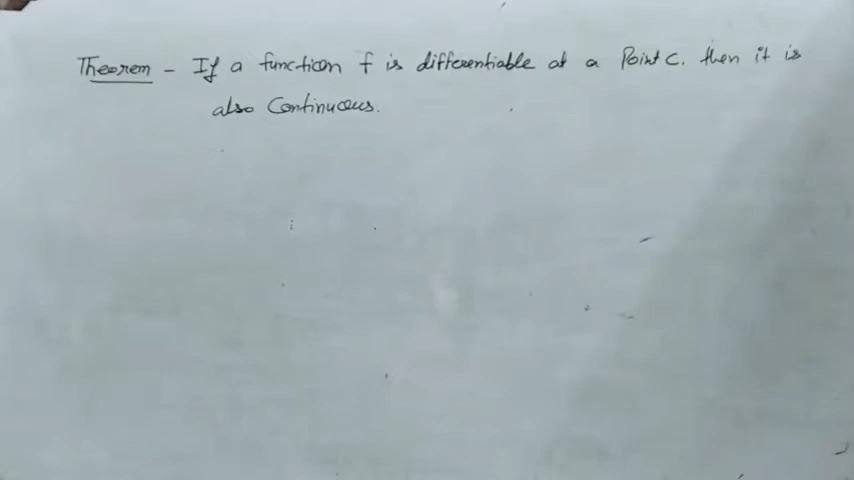 Theorem - If a function f is differentiable at a Point C. then it is
also Continuous.